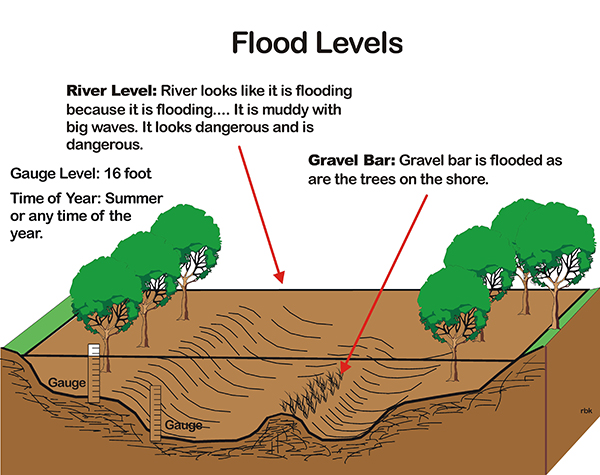 Flood Levels
River Level: River looks like it is flooding
because it is flooding.... It is muddy with
big waves. It looks dangerous and is
dangerous.
Gravel Bar: Gravel bar is flooded as
are the trees on the shore.
Gauge Level: 16 foot
Time of Year: Summer
or any time of the
year.
Gauge
Gauge
rbk